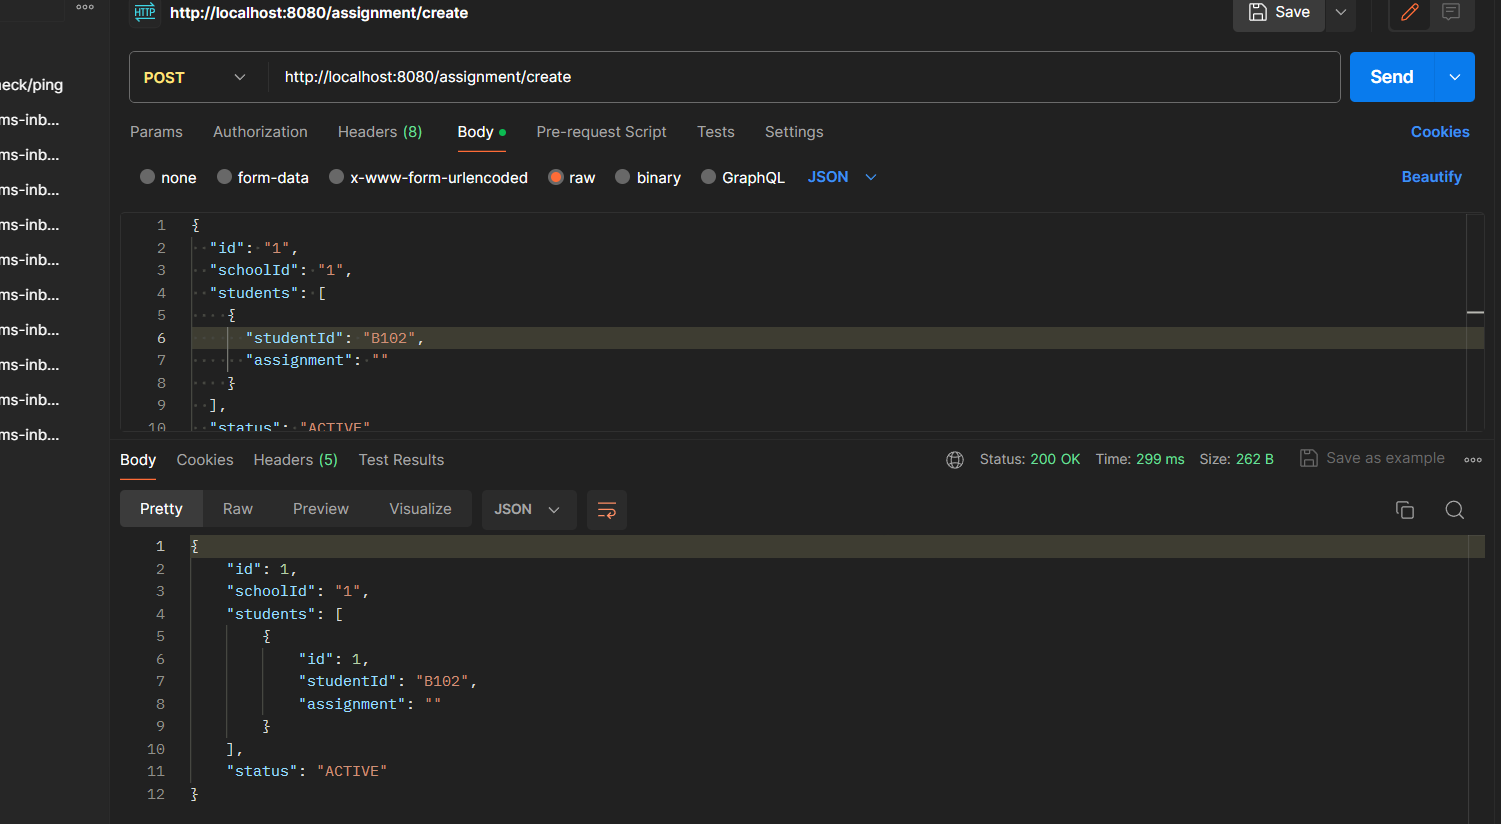 HTTP http://localhost:8080/assignment/create Save
POST http://localhost:8080/assignment/create Send
eck/ping
ms-inb...
ms-inb...
ms-inb...
ms-inb...
ms-inb...
ms-inb...
ms-inb...
ms-inb...
ms-inb...
ms-inb...
Params Authorization Headers (8) Body Pre-request Script Tests Settings Cookies
none form-data x-www-form-urlencoded raw binary GraphQL JSON Beautify
1 {
2 "id": "1",
3 "schoolId": "1",
4 "students": [
5 {
6 "studentId": "B102",
7 "assignment": ""
8 }
9 ],
10 "status": "ACTIVE"
Body Cookies Headers (5) Test Results Status: 200 OK Time: 299 ms Size: 262 B Save as example
Pretty Raw Preview Visualize JSON
1 {
2 "id": 1,
3 "schoolId": "1",
4 "students": [
5 {
6 "id": 1,
7 "studentId": "B102",
8 "assignment": ""
9 }
10 ],
11 "status": "ACTIVE"
12 }